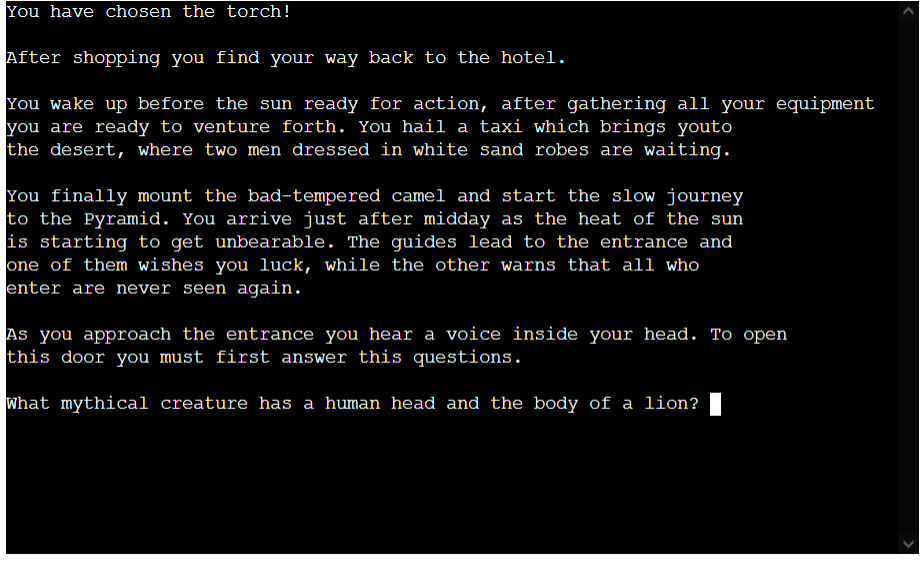 You have chosen the torch!
After shopping you find your way back to the hotel.
You wake up before the sun ready for action, after gathering all your equipment
you are ready to venture forth. You hail a taxi which brings youto
the desert, where two men dressed in white sand robes are waiting.
You finally mount the bad-tempered camel and start the slow journey
to the Pyramid. You arrive just after midday as the heat of the sun
is starting to get unbearable. The guides lead to the entrance and
one of them wishes you luck, while the other warns that all who
enter are never seen again.
As you approach the entrance you hear a voice inside your head. To open
this door you must first answer this questions.
What mythical creature has a human head and the body of a lion?